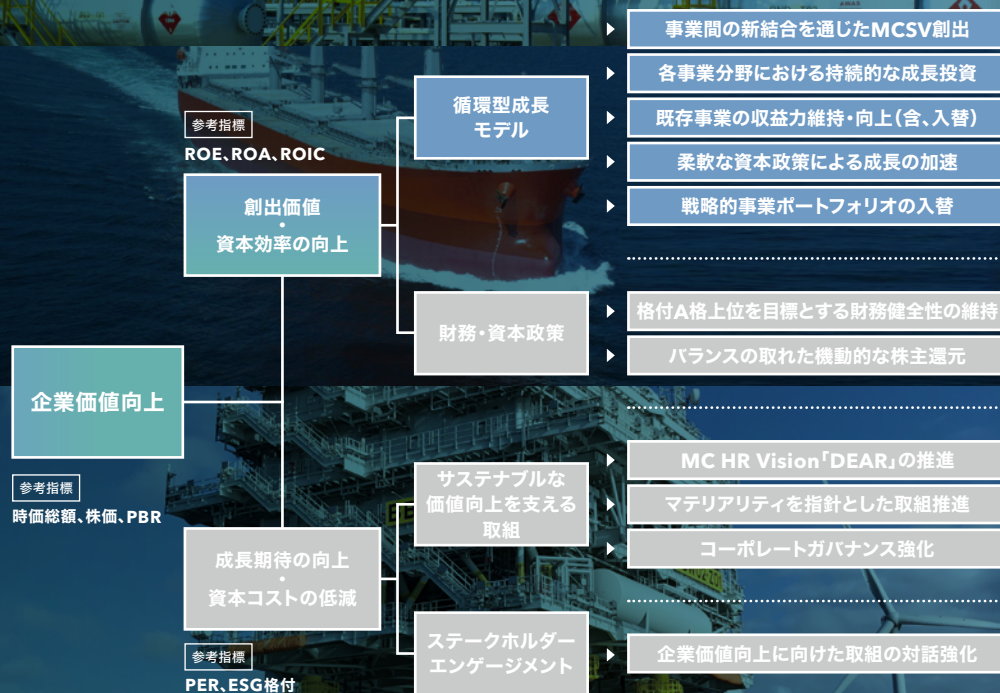 企業価値向上
参考指標
時価総額、株価、PBR
参考指標
ROE、ROA、ROIC
創出価値
・
資本効率の向上
循環型成長
モデル
事業間の新結合を通じたMCSV創出
各事業分野における持続的な成長投資
既存事業の収益力維持・向上（含、入替）
柔軟な資本政策による成長の加速
戦略的事業ポートフォリオの入替
財務・資本政策
格付A格上位を目標とする財務健全性の維持
バランスの取れた機動的な株主還元
成長期待の向上
・
資本コストの低減
参考指標
PER、ESG格付
サステナブルな
価値向上を支える
取組
MC HR Vision「DEAR」の推進
マテリアリティを指針とした取組推進
コーポレートガバナンス強化
ステークホルダー
エンゲージメント
企業価値向上に向けた取組の対話強化